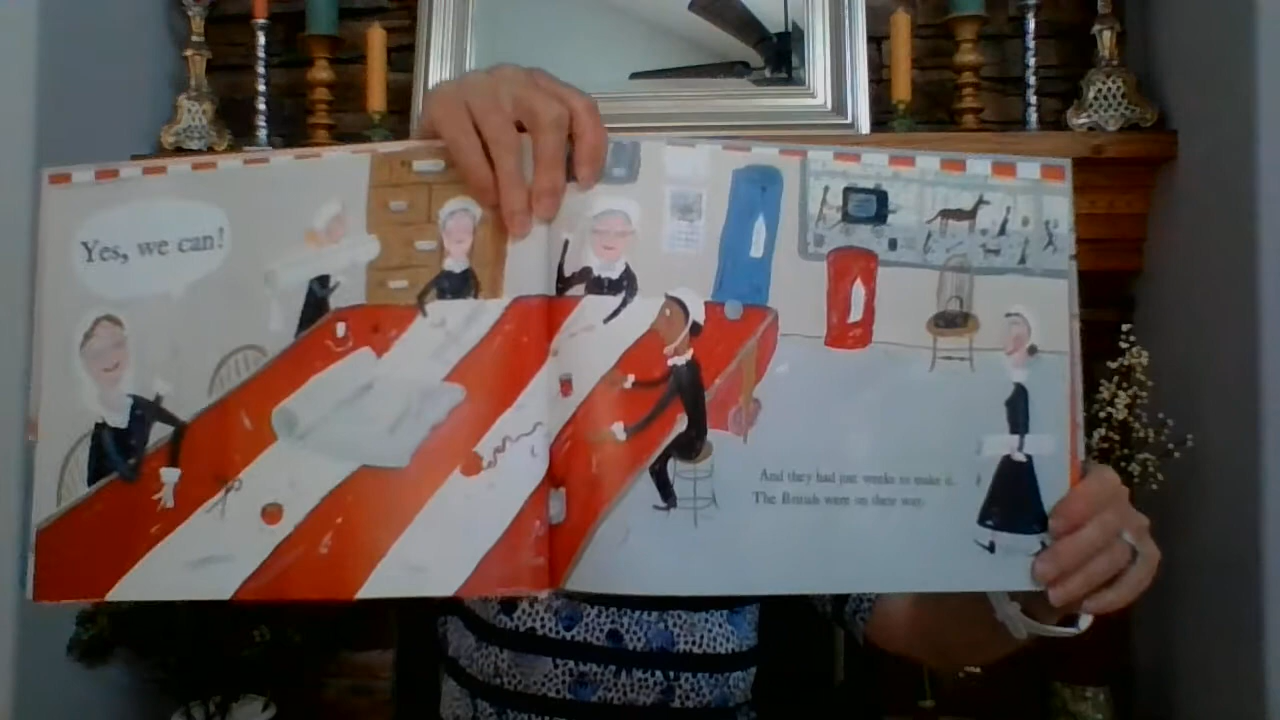 Yes, we can!
And they had just weeks to make it.
The British were on their way.